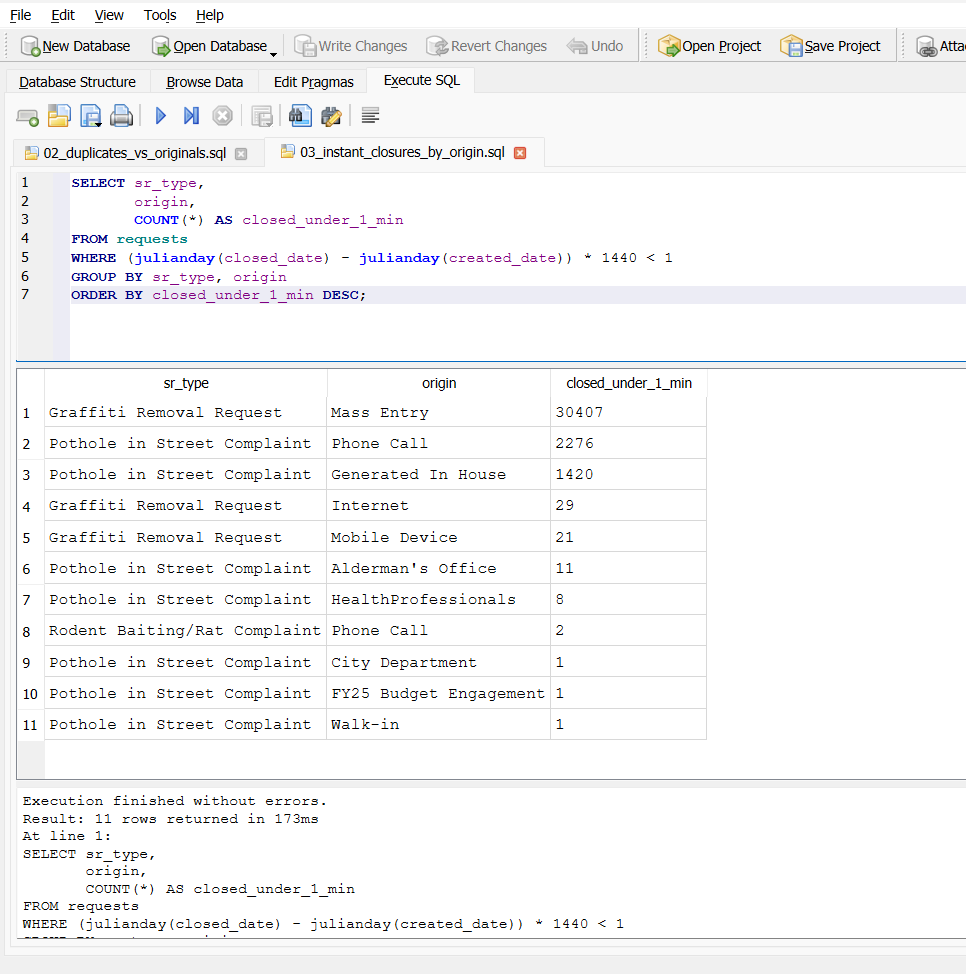 File Edit View Tools Help
New Database Open Database Write Changes Revert Changes Undo Open Project Save Project
Database Structure Browse Data Edit Pragmas Execute SQL
02_duplicates_vs_originals.sql 03_instant_closures_by_origin.sql
1 SELECT sr_type,
2 origin,
3 COUNT(*) AS closed_under_1_min
4 FROM requests
5 WHERE (julianday(closed_date) - julianday(created_date)) * 1440 < 1
6 GROUP BY sr_type, origin
7 ORDER BY closed_under_1_min DESC;
sr_type origin closed_under_1_min
1 Graffiti Removal Request Mass Entry 30407
2 Pothole in Street Complaint Phone Call 2276
3 Pothole in Street Complaint Generated In House 1420
4 Graffiti Removal Request Internet 29
5 Graffiti Removal Request Mobile Device 21
6 Pothole in Street Complaint Alderman's Office 11
7 Pothole in Street Complaint HealthProfessionals 8
8 Rodent Baiting/Rat Complaint Phone Call 2
9 Pothole in Street Complaint City Department 1
10 Pothole in Street Complaint FY25 Budget Engagement 1
11 Pothole in Street Complaint Walk-in 1
Execution finished without errors.
Result: 11 rows returned in 173ms
At line 1:
SELECT sr_type,
origin,
COUNT(*) AS closed_under_1_min
FROM requests
WHERE (julianday(closed_date) - julianday(created_date)) * 1440 < 1